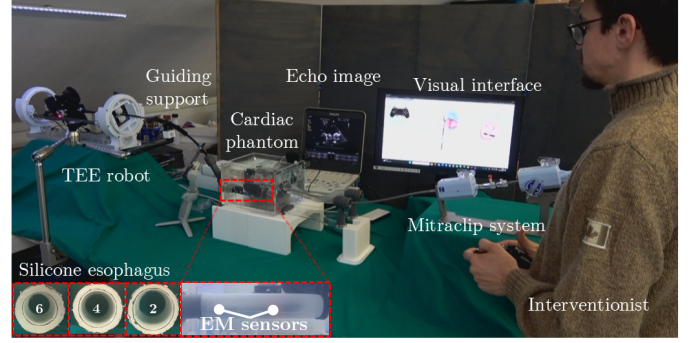 Guiding
support
Echo image
Visual interface
Cardiac
phantom
TEE robot
Mitraclip system
Silicone esophagus
6
4
2
EM sensors
Interventionist